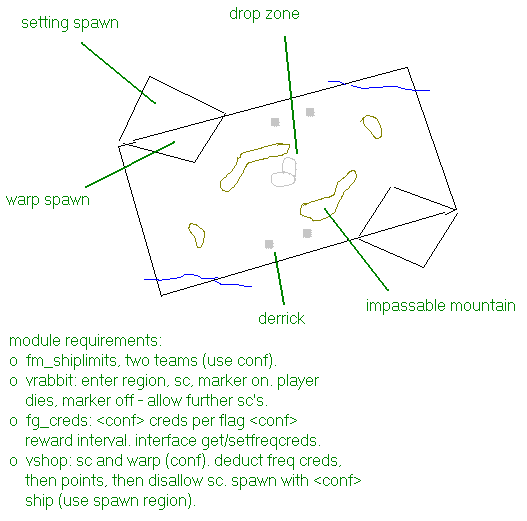 drop zone
setting spawn
warp spawn
impassable mountain
derrick
module requirements:
o fm_shiplimits, two teams (use conf).
o vrabbit: enter region, sc, marker on. player
dies, marker off - allow further sc's.
o fg_creds: <conf> creds per flag <conf>
reward interval. interface get/setfreqcreds.
o vshop: sc and warp (conf). deduct freq creds,
then points, then disallow sc. spawn with <conf>
ship (use spawn region).